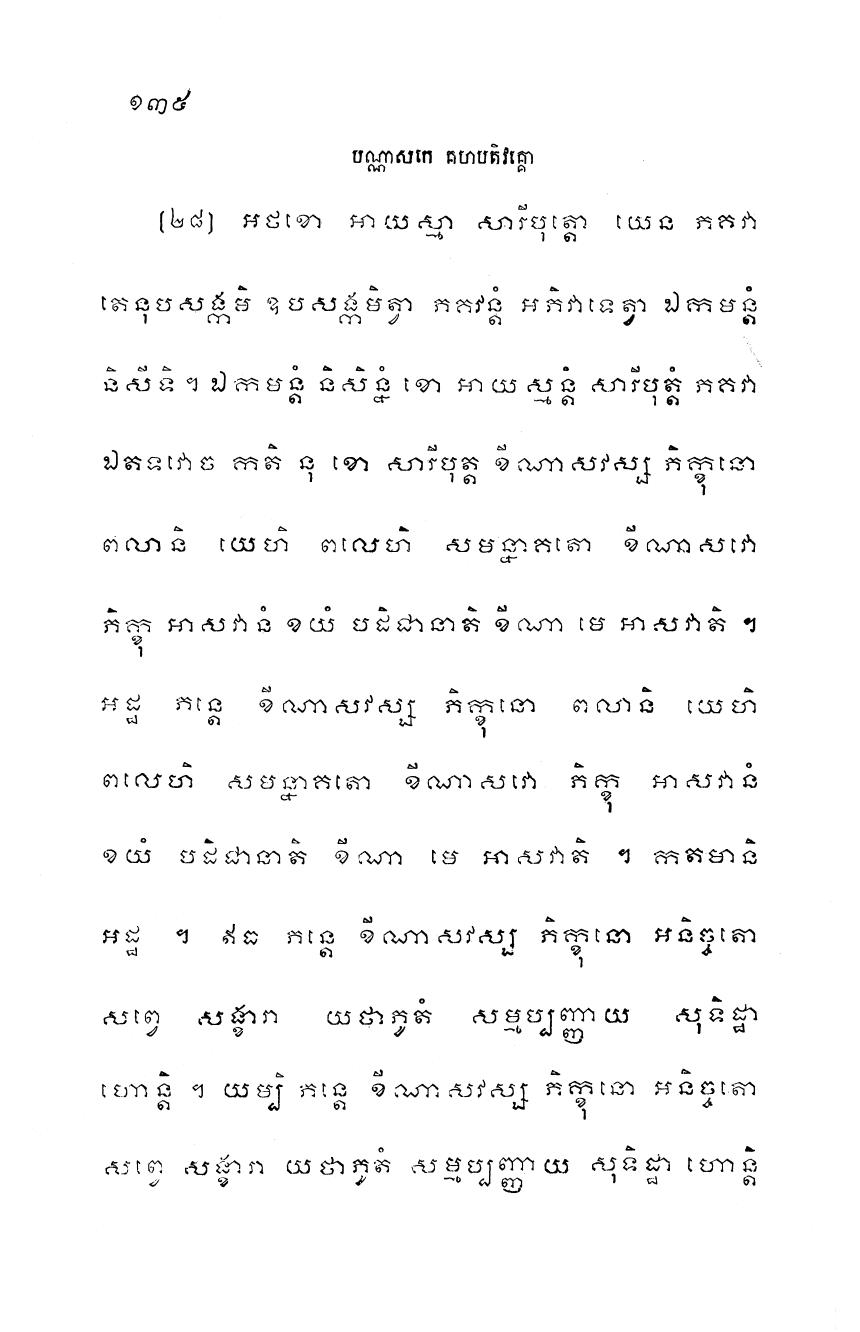 ១៣៥
បណ្ណាសកេ គហបតិវគ្គោ
(២៨) អថខោ អាយស្មា សារីបុត្តោ យេន ភគវា
តេនុបសង្កមិ ឧបសង្កមិត្វា ភគវន្តំ អភិវាទេត្វា ឯកមន្តំ
និសីទិ ។ ឯកមន្តំ និសិន្នំ ខោ អាយស្មន្តំ សារីបុត្តំ ភគវា
ឯតទវោច កតិ នុ ខោ សារីបុត្ត ខីណាសវស្ស ភិក្ខុនោ
ពលានិ យេហិ ពលេហិ សមន្នាគតោ ខីណាសវោ
ភិក្ខុ អាសវានំ ខយំ បដិជានាតិ ខីណា មេ អាសវាតិ ។
អដ្ឋ ភន្តេ ខីណាសវស្ស ភិក្ខុនោ ពលានិ យេហិ
ពលេហិ សមន្នាគតោ ខីណាសវោ ភិក្ខុ អាសវានំ
ខយំ បដិជានាតិ ខីណា មេ អាសវាតិ ។ កតមានិ
អដ្ឋ ។ ឥធ ភន្តេ ខីណាសវស្ស ភិក្ខុនោ អនិច្ចតោ
សព្វេ សង្ខារា យថាភូតំ សម្មប្បញ្ញាយ សុទិដ្ឋា
ហោន្តិ ។ យម្បិ ភន្តេ ខីណាសវស្ស ភិក្ខុនោ អនិច្ចតោ
សព្វេ សង្ខារា យថាភូតំ សម្មប្បញ្ញាយ សុទិដ្ឋា ហោន្តិ